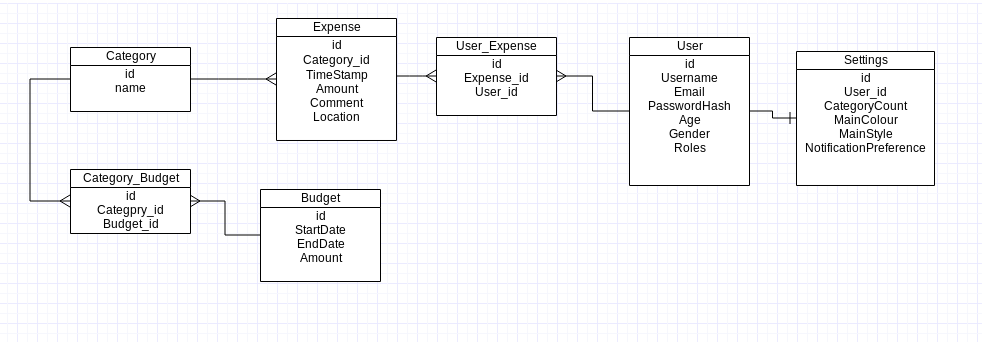 Category
id
name
Expense
id
Category_id
TimeStamp
Amount
Comment
Location
User_Expense
id
Expense_id
User_id
User
id
Username
Email
PasswordHash
Age
Gender
Roles
Settings
id
User_id
CategoryCount
MainColour
MainStyle
NotificationPreference
Category_Budget
id
Categpry_id
Budget_id
Budget
id
StartDate
EndDate
Amount